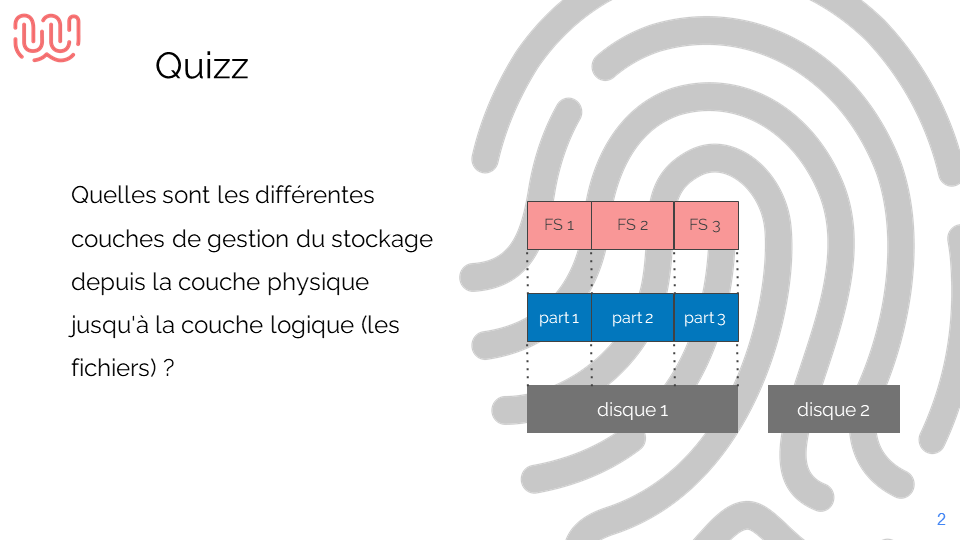 Quizz
Quelles sont les différentes
couches de gestion du stockage
depuis la couche physique
jusqu'à la couche logique (les
fichiers) ?
FS 1 FS 2 FS 3
part 1 part 2 part 3
disque 1 disque 2
2